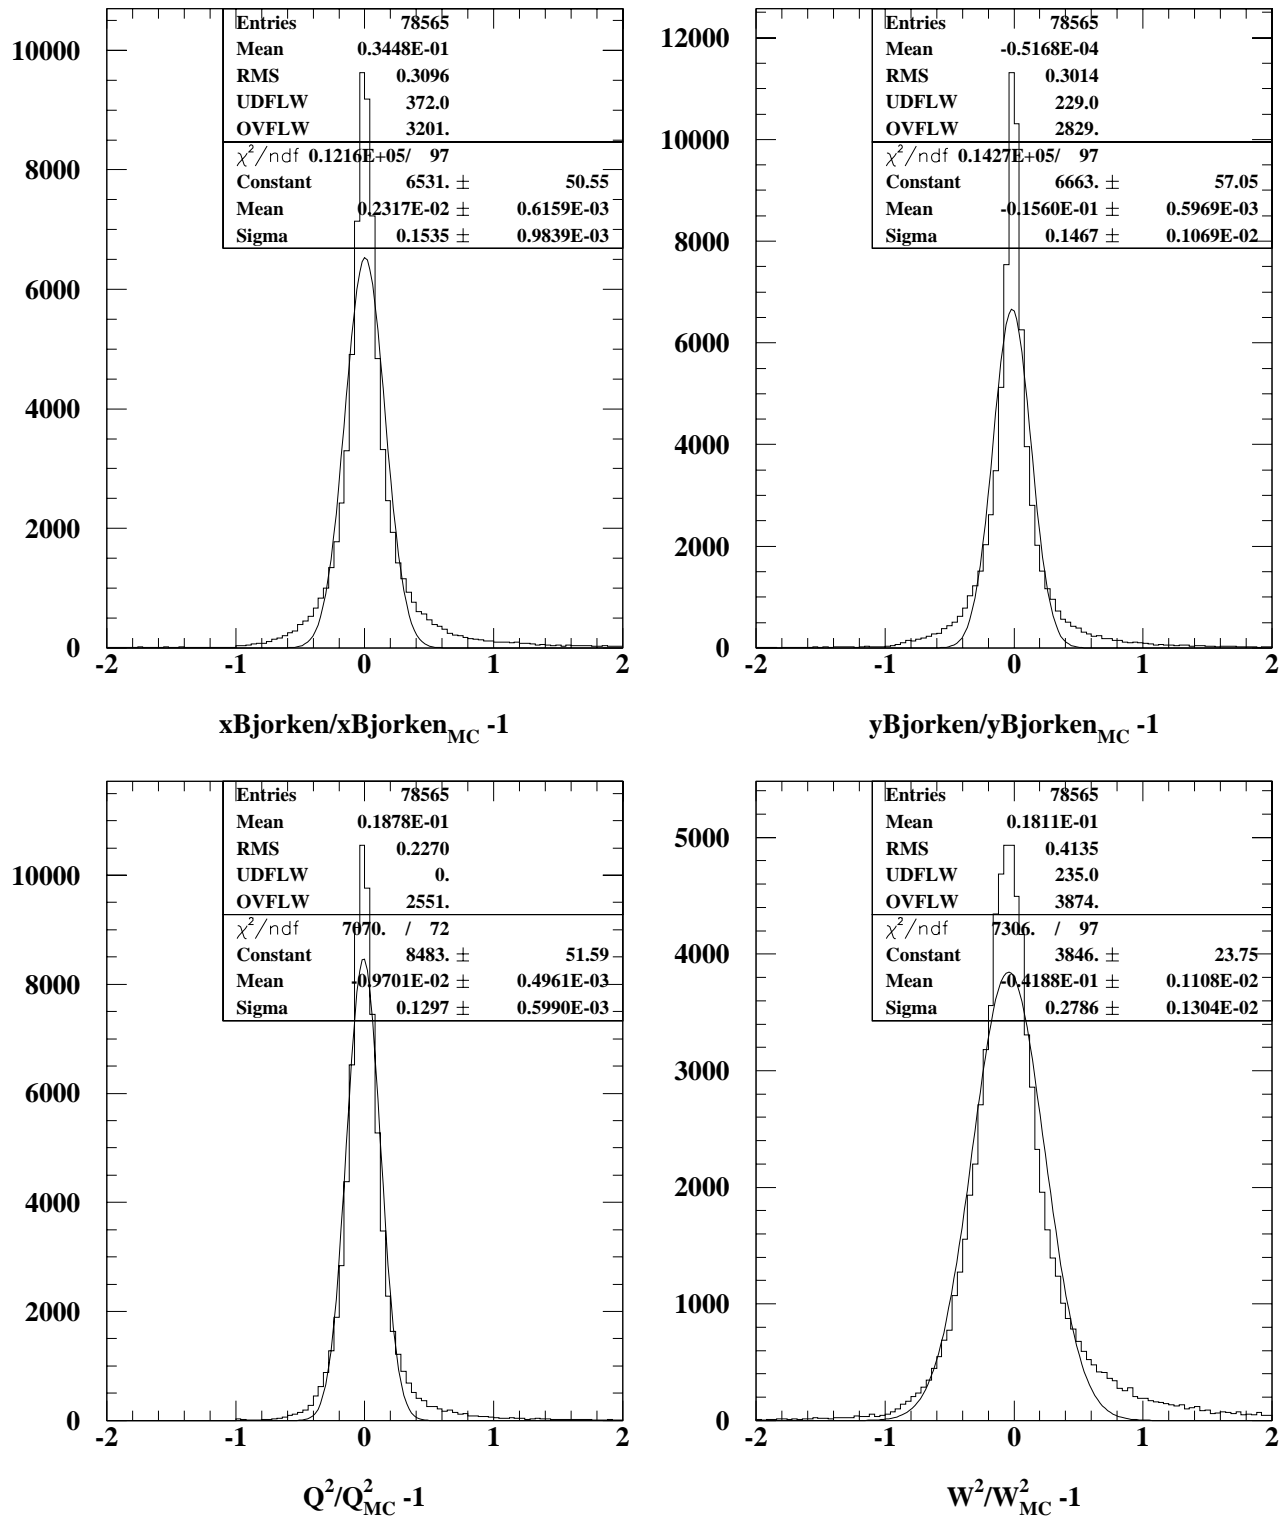 Entries 78565
Mean 0.3448E-01
RMS 0.3096
UDFLW 372.0
OVFLW 3201.
χ²/ndf 0.1216E+05/ 97
Constant 6531. ± 50.55
Mean 0.2317E-02 ± 0.6159E-03
Sigma 0.1535 ± 0.9839E-03
10000
8000
6000
4000
2000
0
-2 -1 0 1 2
xBjorken/xBjorken_MC -1
Entries 78565
Mean -0.5168E-04
RMS 0.3014
UDFLW 229.0
OVFLW 2829.
χ²/ndf 0.1427E+05/ 97
Constant 6663. ± 57.05
Mean -0.1560E-01 ± 0.5969E-03
Sigma 0.1467 ± 0.1069E-02
12000
10000
8000
6000
4000
2000
0
-2 -1 0 1 2
yBjorken/yBjorken_MC -1
Entries 78565
Mean 0.1878E-01
RMS 0.2270
UDFLW 0.
OVFLW 2551.
χ²/ndf 7070. / 72
Constant 8483. ± 51.59
Mean -0.9701E-02 ± 0.4961E-03
Sigma 0.1297 ± 0.5990E-03
10000
8000
6000
4000
2000
0
-2 -1 0 1 2
Q²/Q²_MC -1
Entries 78565
Mean 0.1811E-01
RMS 0.4135
UDFLW 235.0
OVFLW 3874.
χ²/ndf 7306. / 97
Constant 3846. ± 23.75
Mean -0.4188E-01 ± 0.1108E-02
Sigma 0.2786 ± 0.1304E-02
5000
4000
3000
2000
1000
0
-2 -1 0 1 2
W²/W²_MC -1